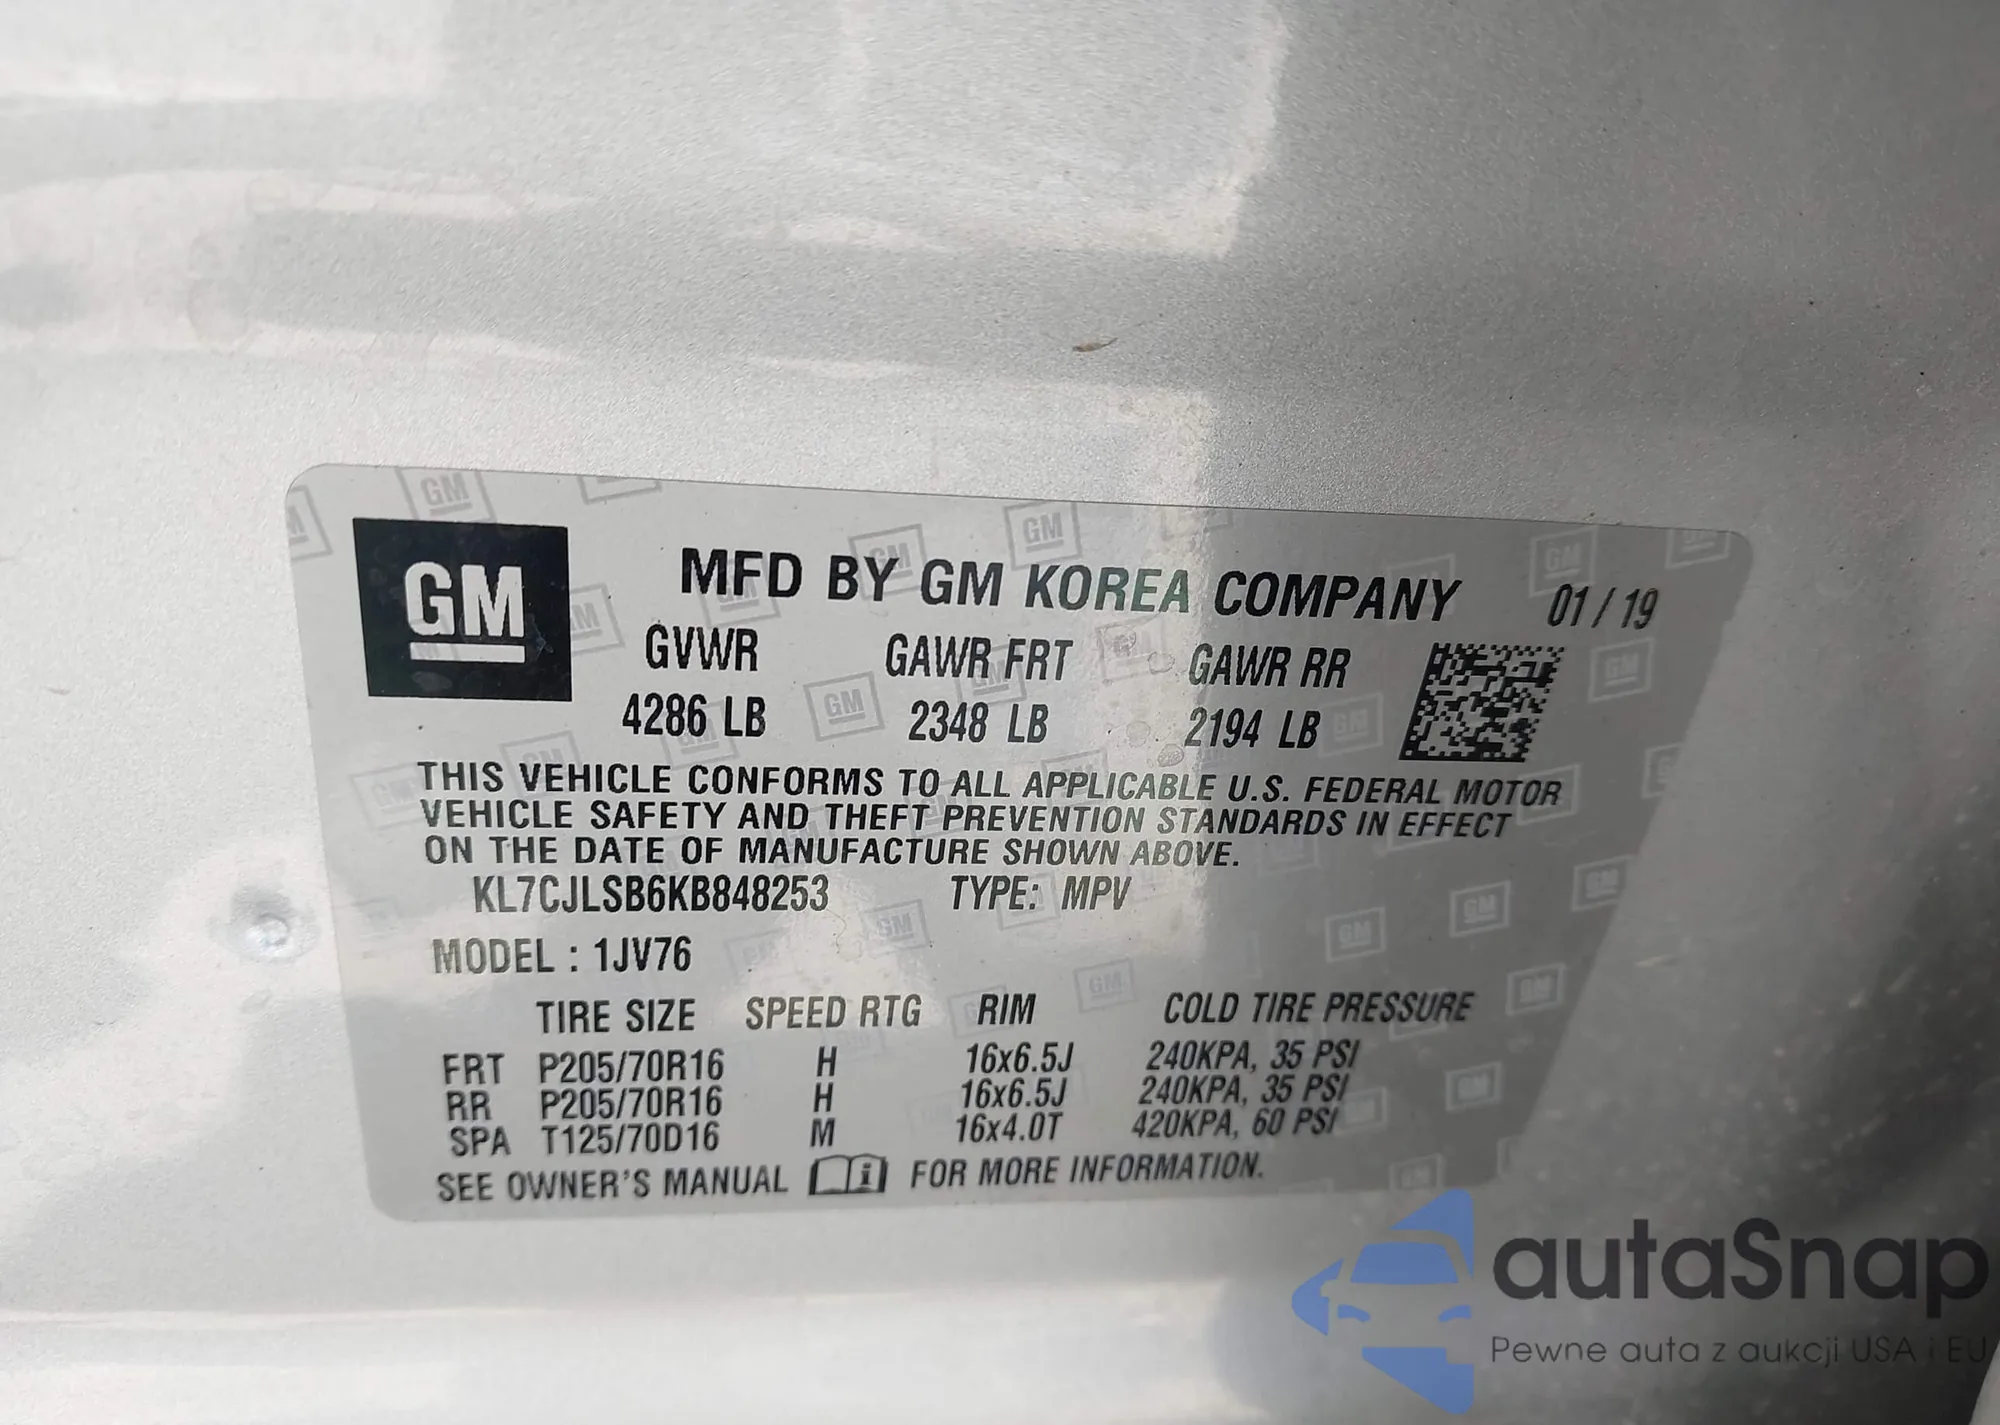 GM
MFD BY GM KOREA COMPANY 01/19
GVWR GAWR FRT GAWR RR
4286 LB 2348 LB 2194 LB
THIS VEHICLE CONFORMS TO ALL APPLICABLE U.S. FEDERAL MOTOR
VEHICLE SAFETY AND THEFT PREVENTION STANDARDS IN EFFECT
ON THE DATE OF MANUFACTURE SHOWN ABOVE.
KL7CJLSB6KB848253 TYPE: MPV
MODEL : 1JV76
TIRE SIZE SPEED RTG RIM COLD TIRE PRESSURE
FRT P205/70R16 H 16x6.5J 240KPA, 35 PSI
RR P205/70R16 H 16x6.5J 240KPA, 35 PSI
SPA T125/70D16 M 16x4.0T 420KPA, 60 PSI
SEE OWNER'S MANUAL FOR MORE INFORMATION.
autaSnap
Pewne auta z aukcji USA i EU